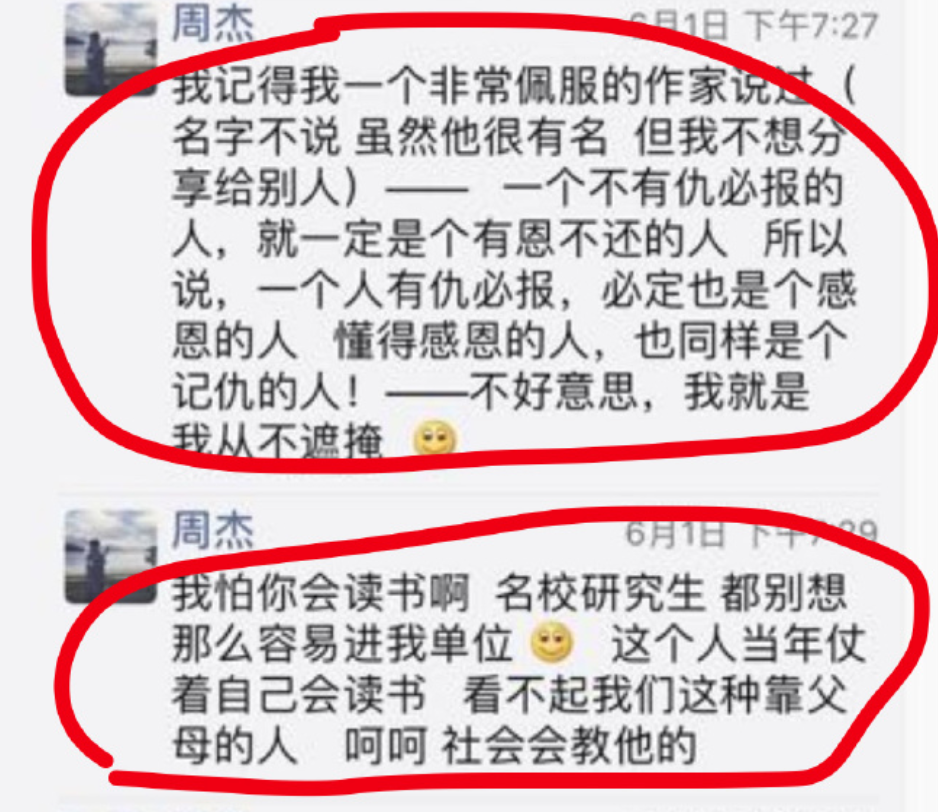 周杰 6月1日 下午7:27
我记得我一个非常佩服的作家说过（
名字不说 虽然他很有名 但我不想分
享给别人）—— 一个不有仇必报的
人，就一定是个有恩不还的人 所以
说，一个人有仇必报，必定也是个感
恩的人 懂得感恩的人，也同样是个
记仇的人！——不好意思，我就是
我从不遮掩
周杰 6月1日 下午7:29
我怕你会读书啊 名校研究生 都别想
那么容易进我单位 这个人当年仗
着自己会读书 看不起我们这种靠父
母的人 呵呵 社会会教他的